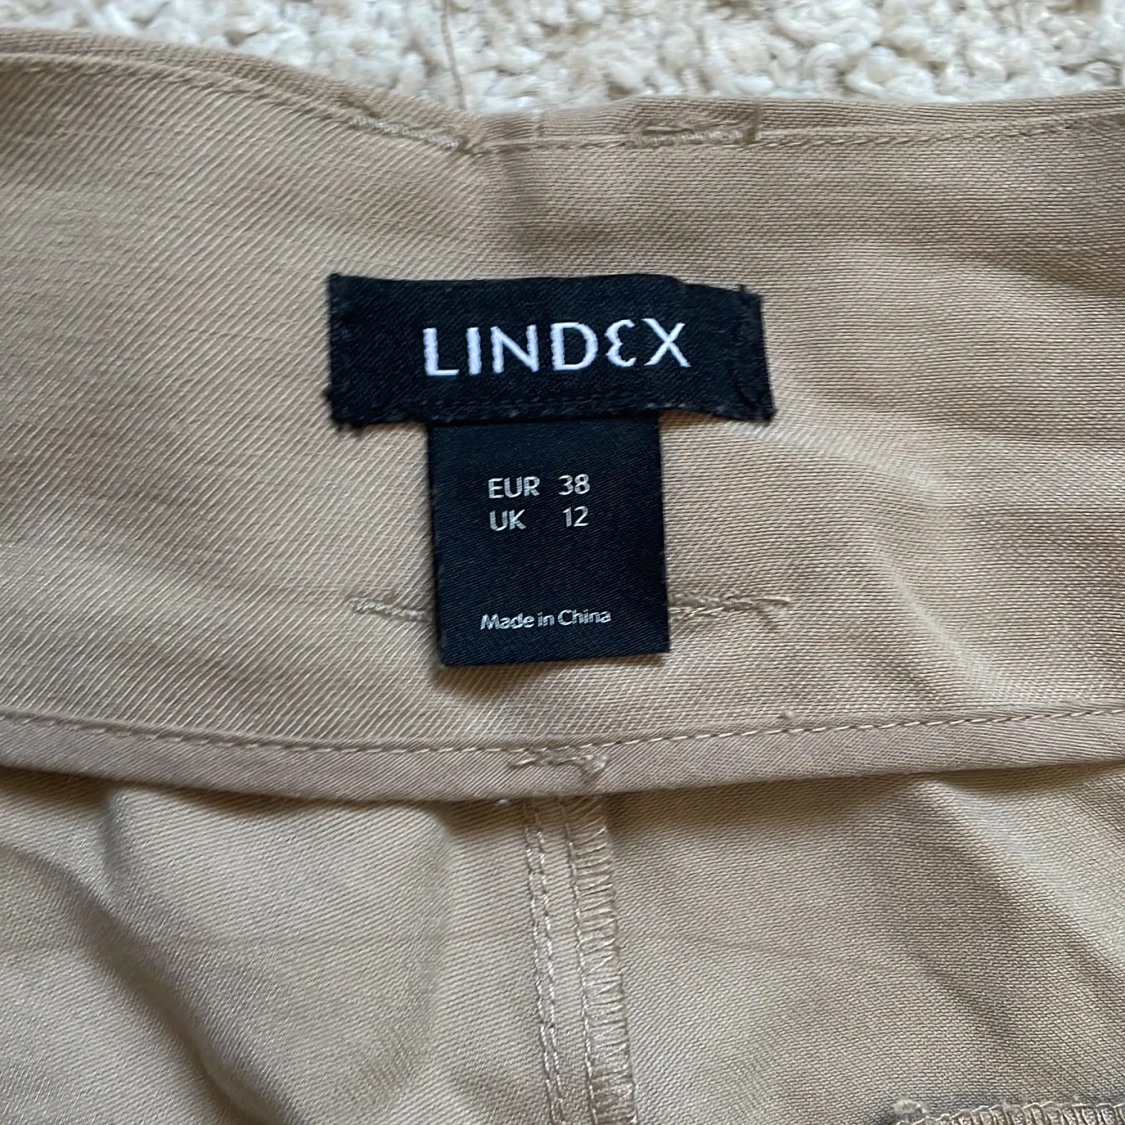 LINDEX
EUR 38
UK 12
Made in China